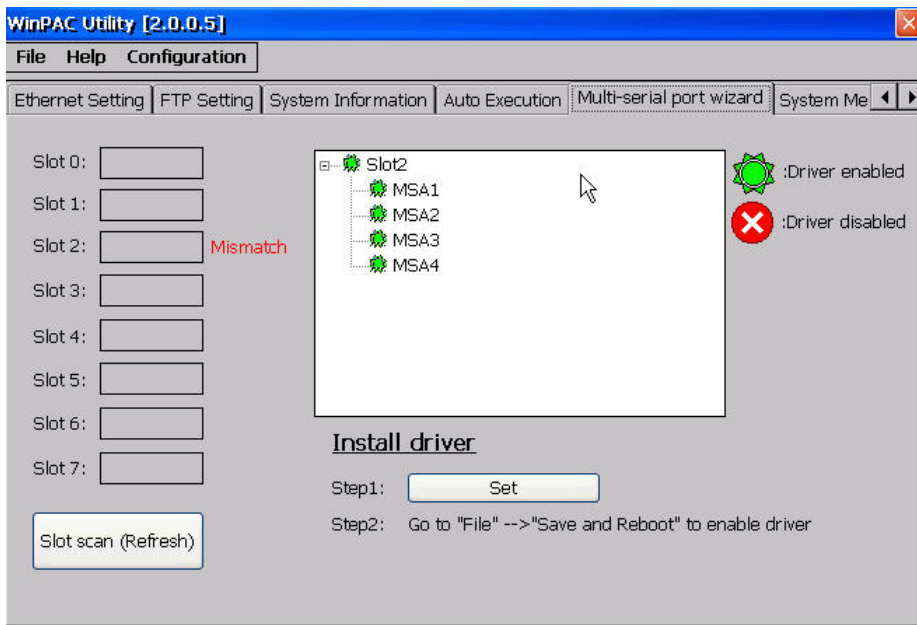 WinPAC Utility [2.0.0.5]
File Help Configuration
Ethernet Setting FTP Setting System Information Auto Execution Multi-serial port wizard System Me
Slot 0:
Slot 1:
Slot 2: Mismatch
Slot 3:
Slot 4:
Slot 5:
Slot 6:
Slot 7:
Slot scan (Refresh)
Slot2
MSA1
MSA2
MSA3
MSA4
:Driver enabled
:Driver disabled
Install driver
Step1: Set
Step2: Go to "File" -->"Save and Reboot" to enable driver